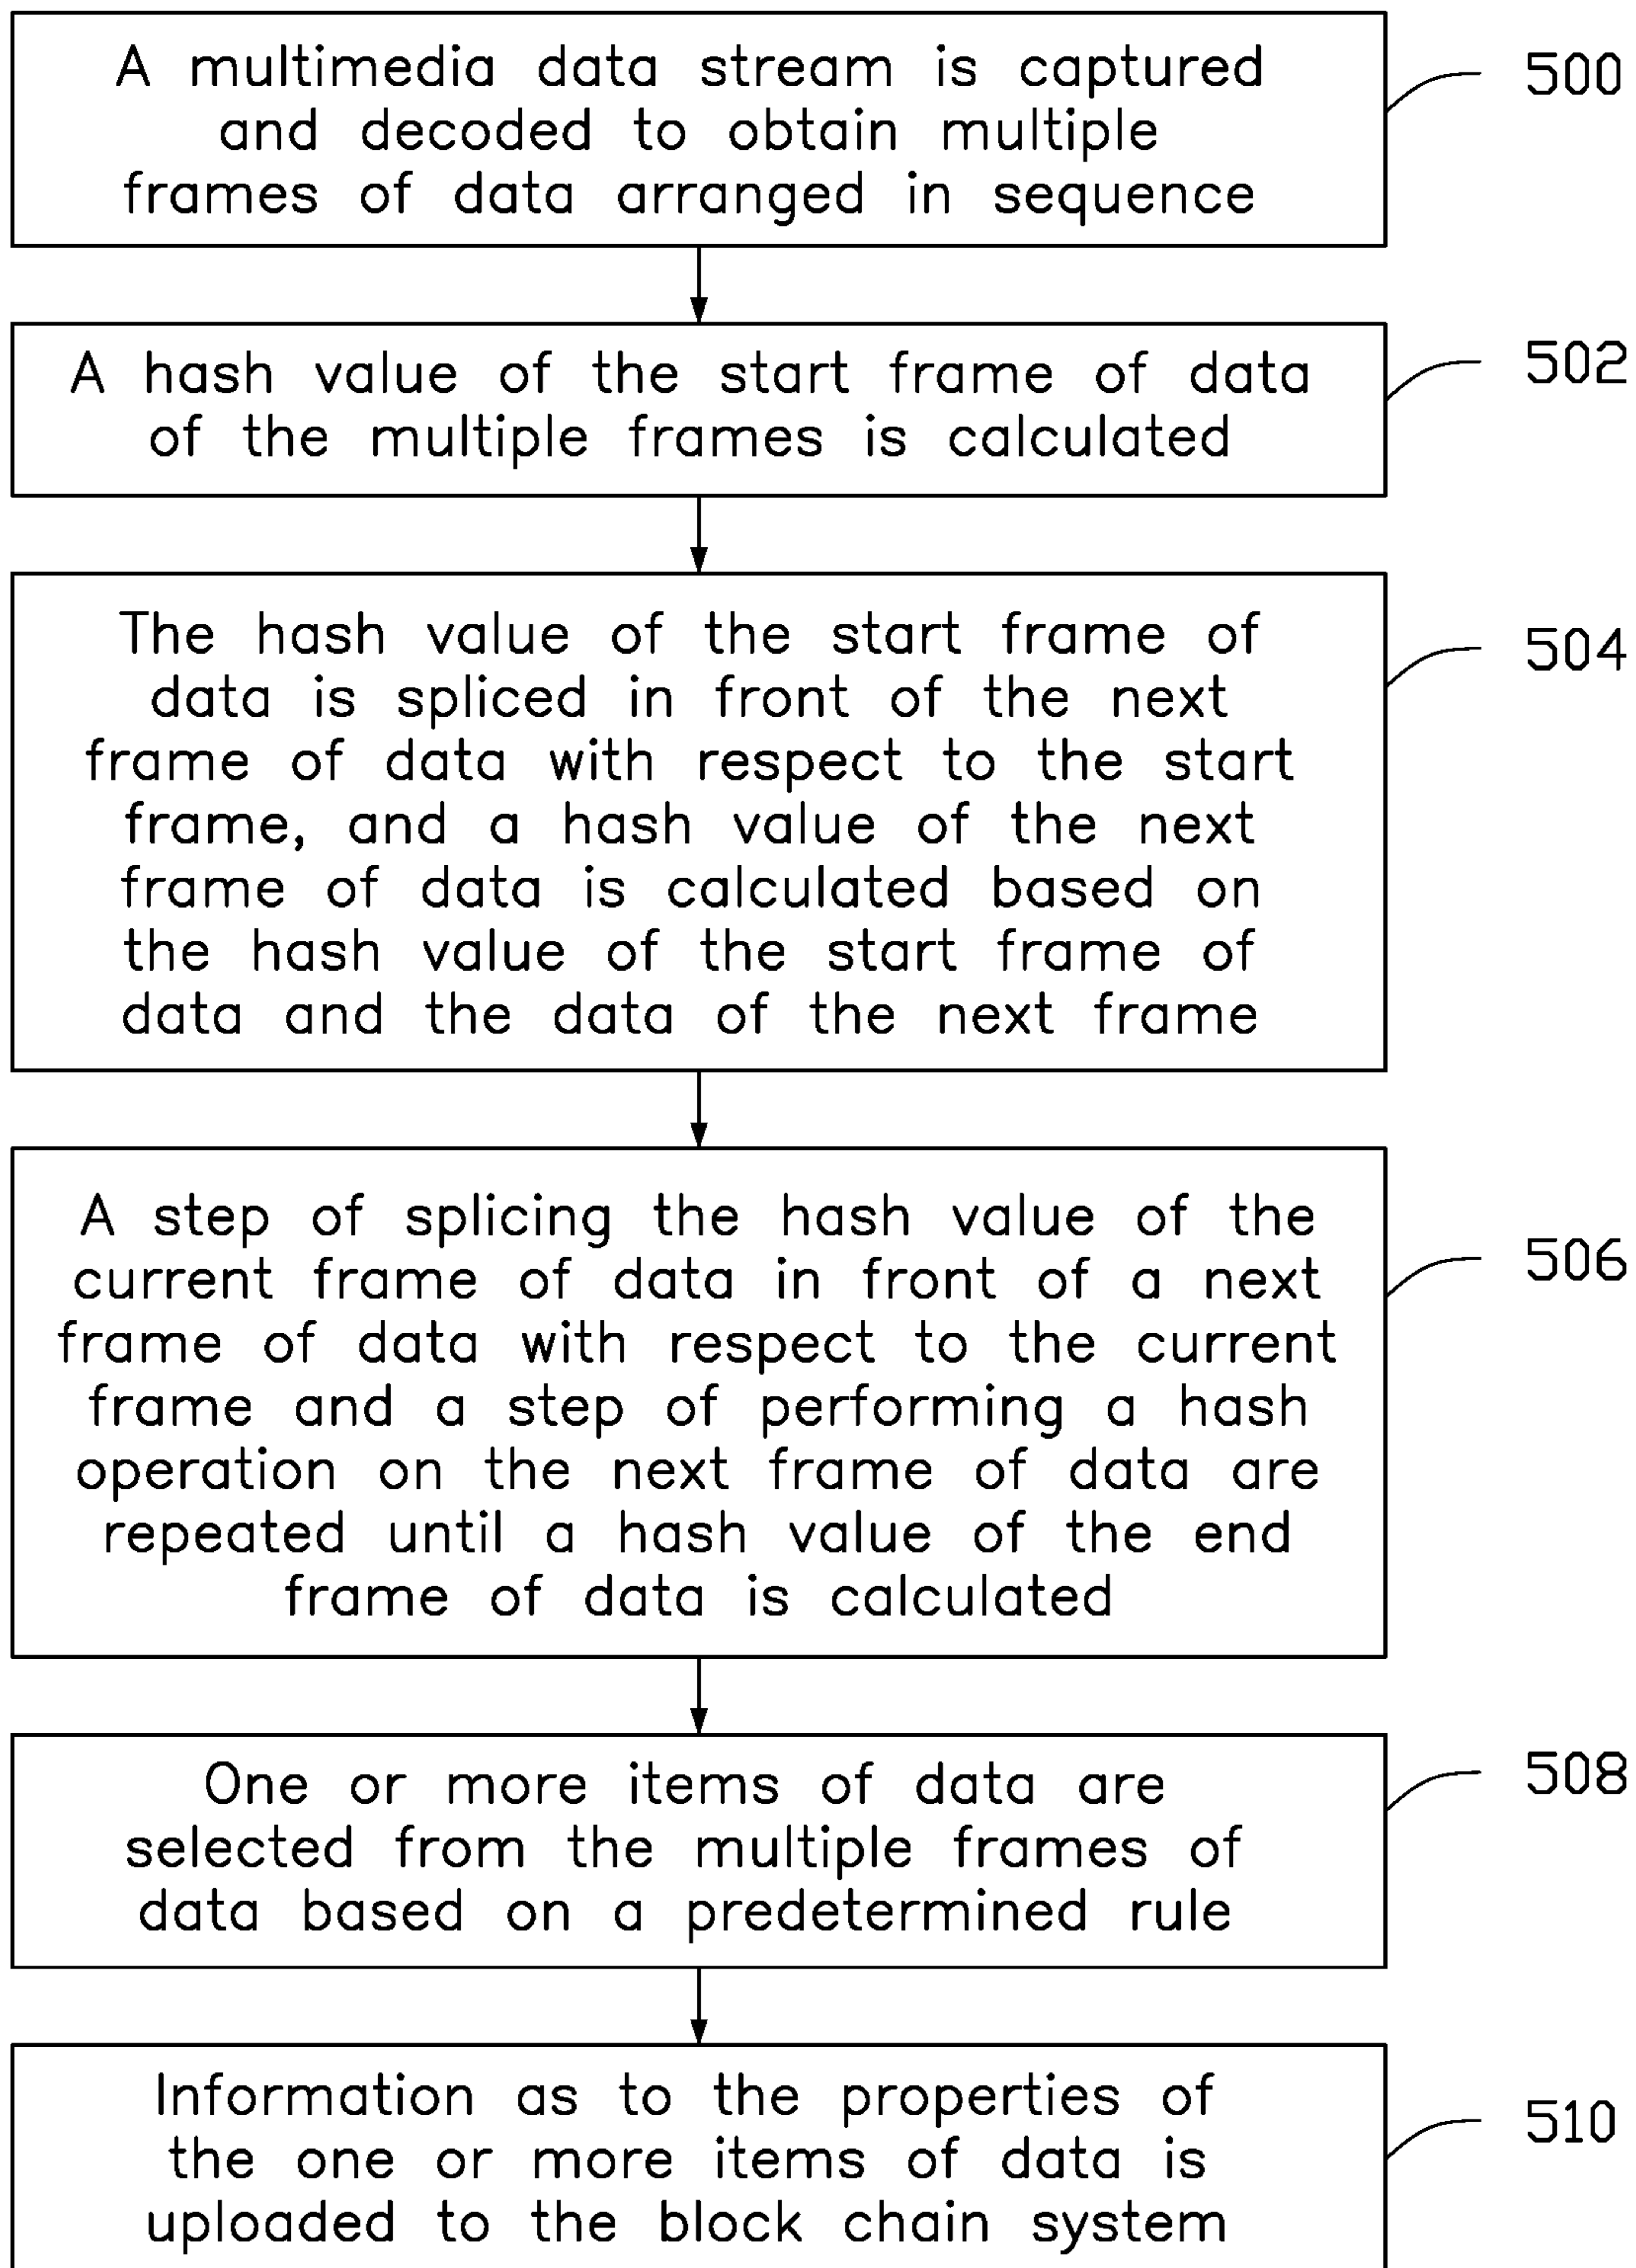 A multimedia data stream is captured
and decoded to obtain multiple
frames of data arranged in sequence
500
A hash value of the start frame of data
of the multiple frames is calculated
502
The hash value of the start frame of
data is spliced in front of the next
frame of data with respect to the start
frame, and a hash value of the next
frame of data is calculated based on
the hash value of the start frame of
data and the data of the next frame
504
A step of splicing the hash value of the
current frame of data in front of a next
frame of data with respect to the current
frame and a step of performing a hash
operation on the next frame of data are
repeated until a hash value of the end
frame of data is calculated
506
One or more items of data are
selected from the multiple frames of
data based on a predetermined rule
508
Information as to the properties of
the one or more items of data is
uploaded to the block chain system
510